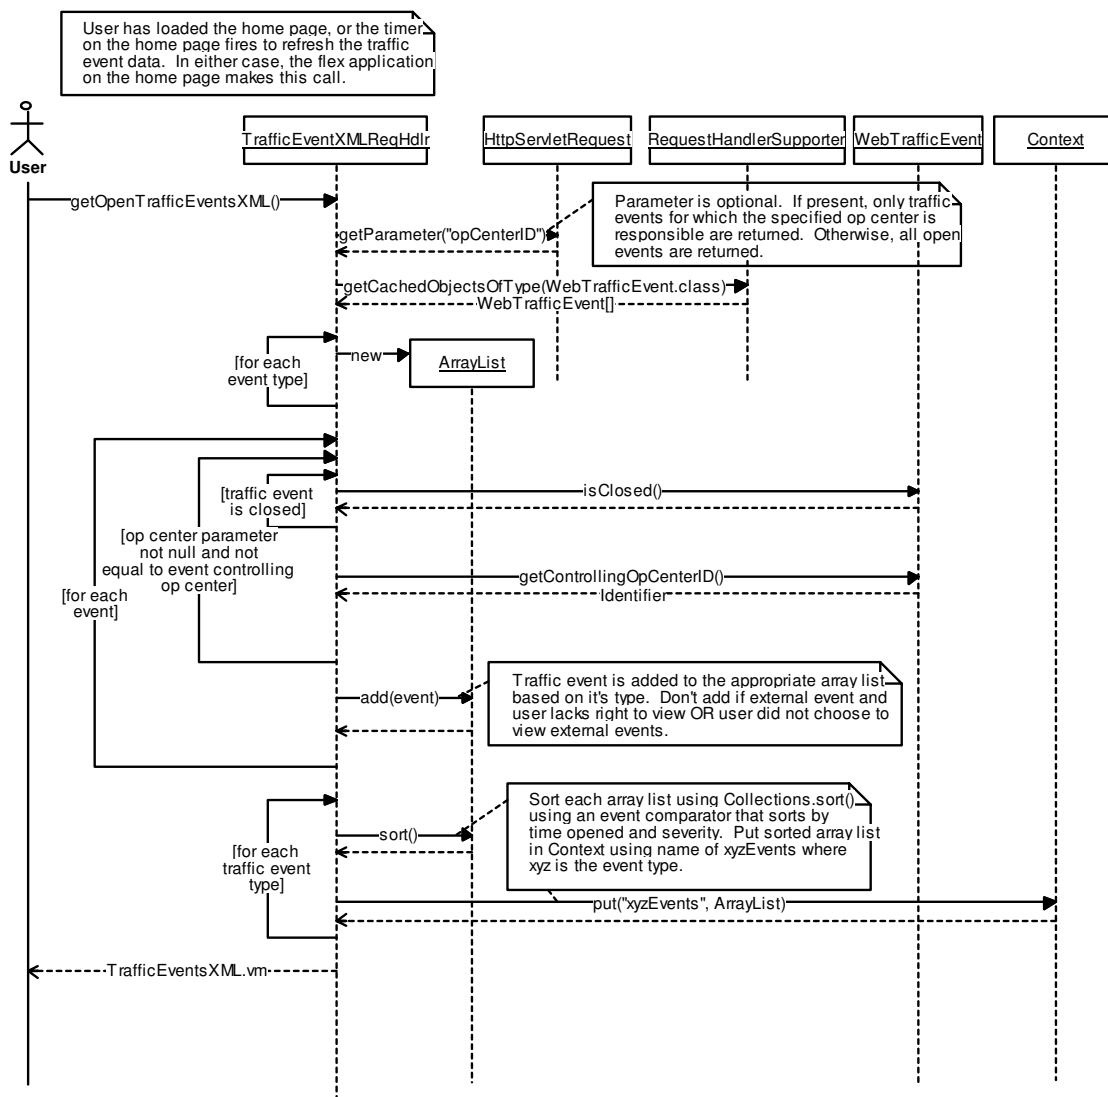 User has loaded the home page, or the timer
on the home page fires to refresh the traffic
event data.  In either case, the flex application
on the home page makes this call.
User
TrafficEventXMLReqHdlr
HttpServletRequest
RequestHandlerSupporter
WebTrafficEvent
Context
getOpenTrafficEventsXML()
Parameter is optional.  If present, only traffic
events for which the specified op center is
responsible are returned.  Otherwise, all open
events are returned.
getParameter("opCenterID")
getCachedObjectsOfType(WebTrafficEvent.class)
WebTrafficEvent[]
[for each
event type]
new
ArrayList
[traffic event
is closed]
isClosed()
[op center parameter
not null and not
equal to event controlling
op center]
getControllingOpCenterID()
Identifier
[for each
event]
add(event)
Traffic event is added to the appropriate array list
based on it's type.  Don't add if external event and
user lacks right to view OR user did not choose to
view external events.
Sort each array list using Collections.sort()
using an event comparator that sorts by
time opened and severity.  Put sorted array list
in Context using name of xyzEvents where
xyz is the event type.
sort()
[for each
traffic event
type]
put("xyzEvents", ArrayList)
TrafficEventsXML.vm